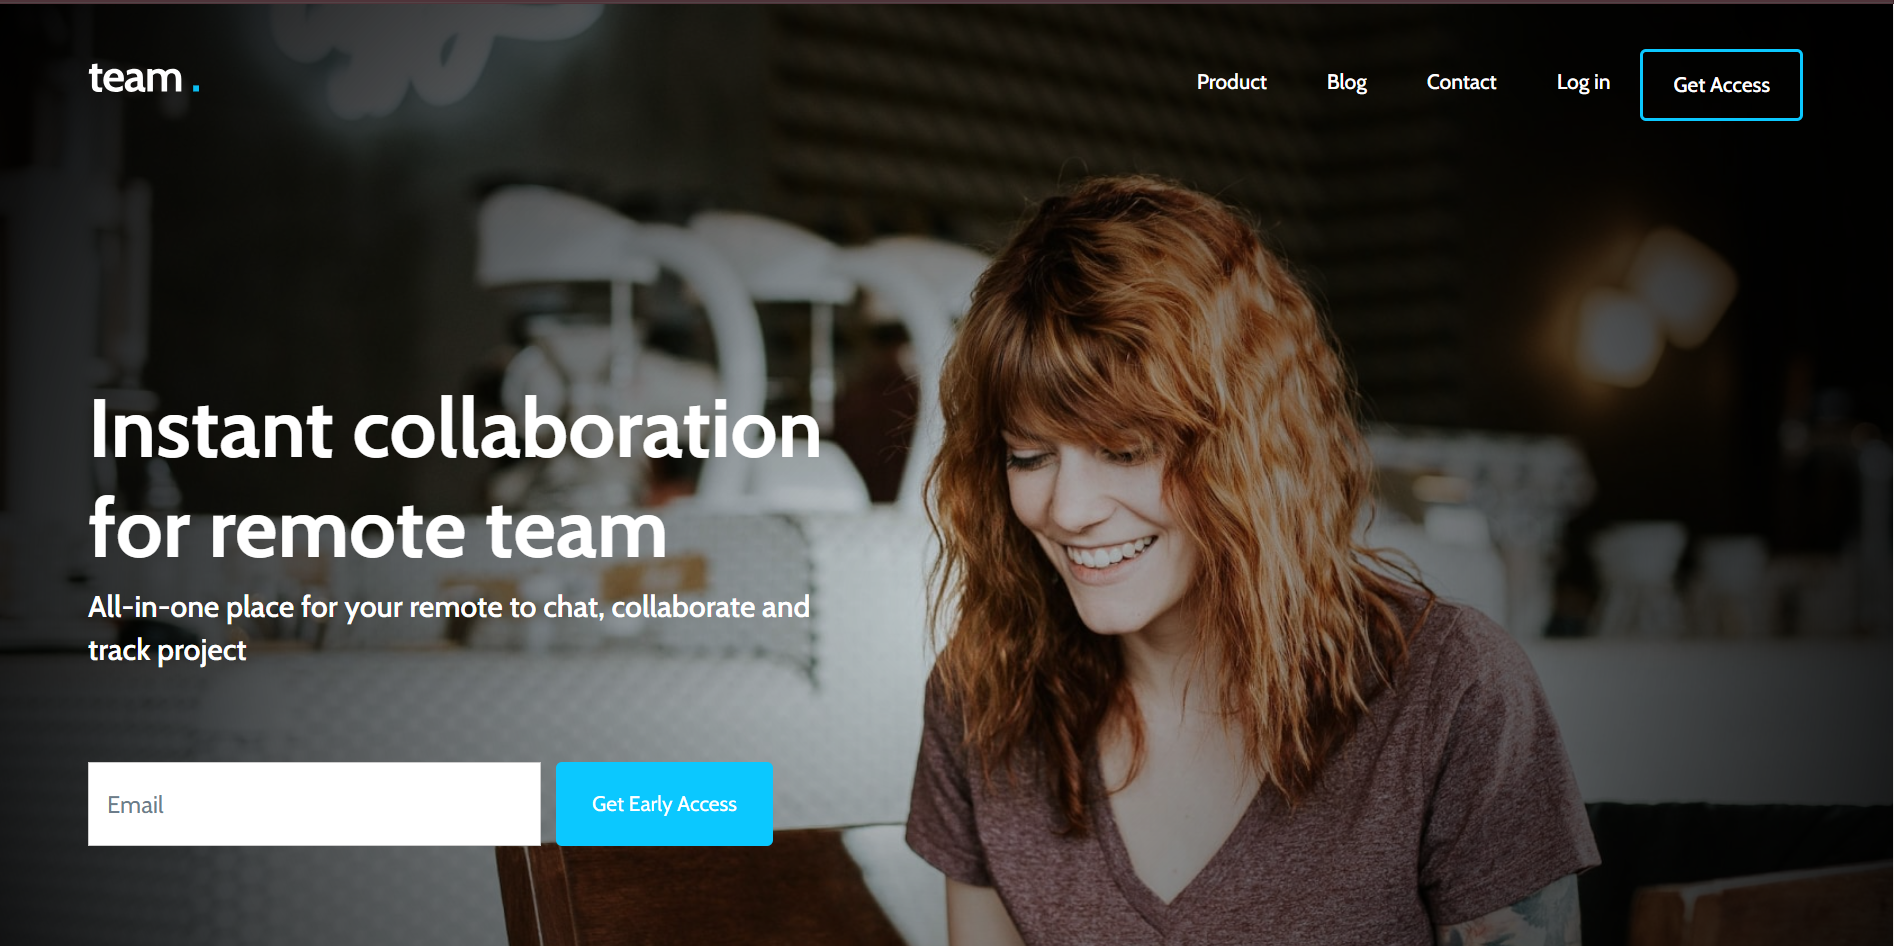 team .
Product Blog Contact Log in Get Access
Instant collaboration
for remote team
All-in-one place for your remote to chat, collaborate and
track project
Email Get Early Access